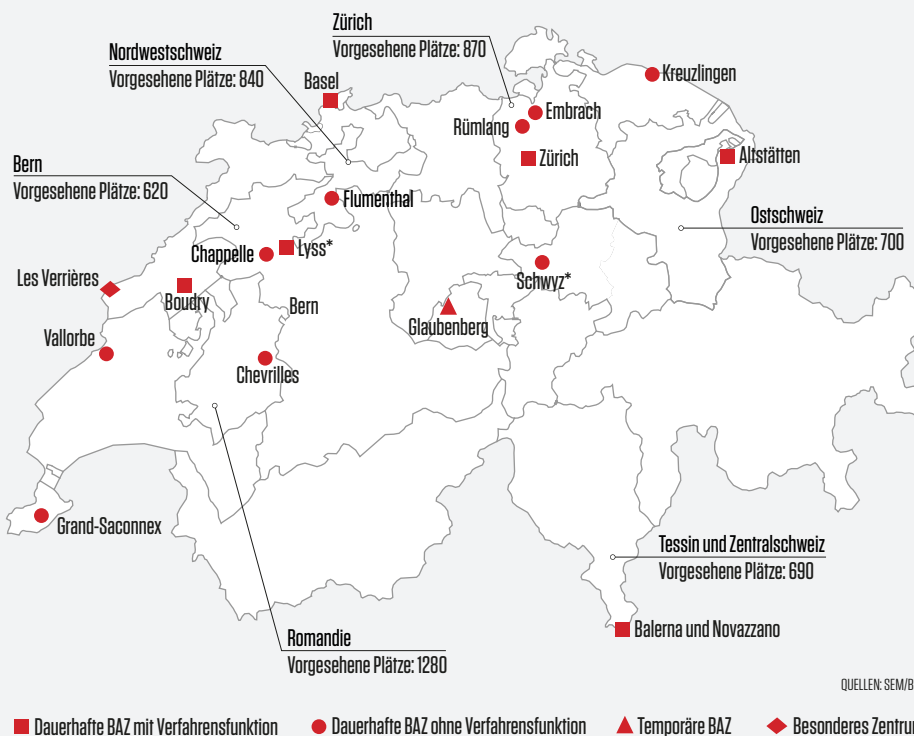 Zürich
Vorgesehene Plätze: 870
Nordwestschweiz
Vorgesehene Plätze: 840
Basel
Kreuzlingen
Embrach
Rümlang
Zürich
Altstätten
Bern
Vorgesehene Plätze: 620
Flumenthal
Ostschweiz
Vorgesehene Plätze: 700
Chappelle
Lyss*
Les Verrières
Boudry
Schwyz*
Bern
Glaubenberg
Vallorbe
Chevrilles
Grand-Saconnex
Tessin und Zentralschweiz
Vorgesehene Plätze: 690
Balerna und Novazzano
Romandie
Vorgesehene Plätze: 1280
QUELLEN: SEM/B
Dauerhafte BAZ mit Verfahrensfunktion
Dauerhafte BAZ ohne Verfahrensfunktion
Temporäre BAZ
Besonderes Zentrum